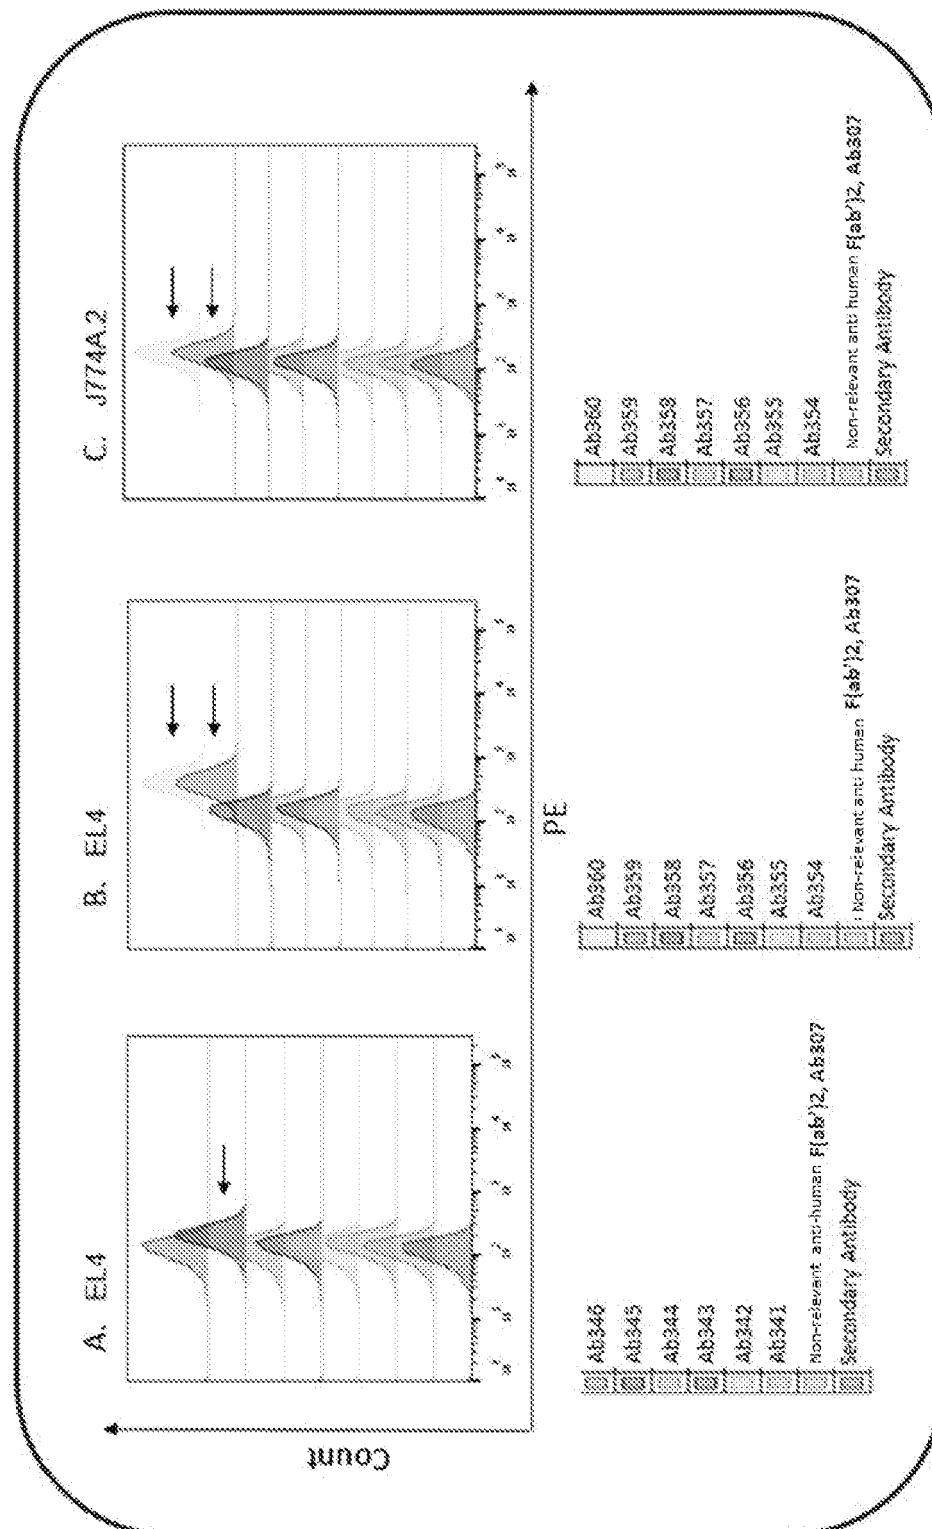 A. EL4
B. EL4
C. J774A.2
Count
PE
Ab346
Ab345
Ab344
Ab343
Ab342
Ab341
Non-relevant anti-human F(ab')2, Ab307
Secondary Antibody
Ab360
Ab359
Ab358
Ab357
Ab356
Ab355
Ab354
Non-relevant anti human F(ab')2, Ab307
Secondary Antibody
Ab360
Ab359
Ab358
Ab357
Ab356
Ab355
Ab354
Non-relevant anti human F(ab')2, Ab307
Secondary Antibody